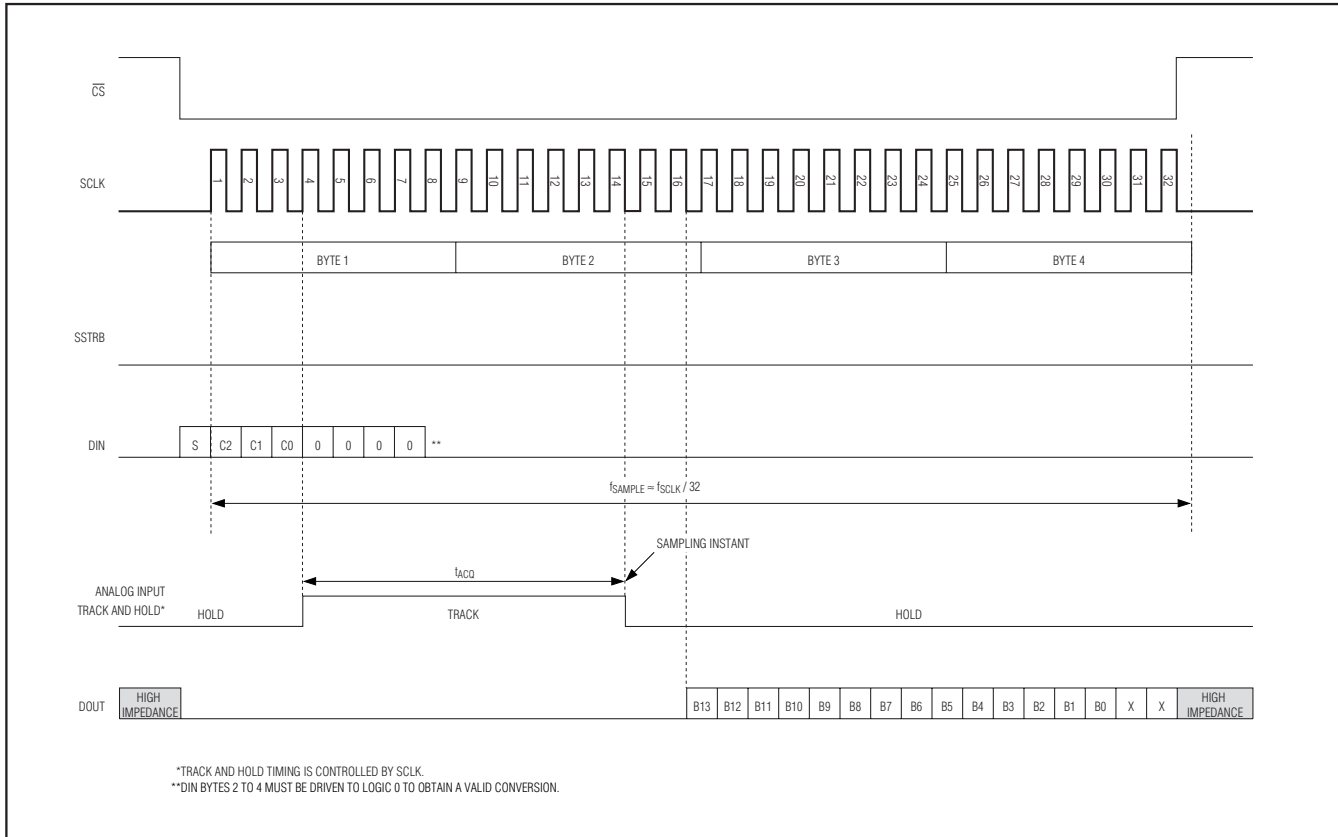 CS
SCLK
1 2 3 4 5 6 7 8 9 10 11 12 13 14 15 16 17 18 19 20 21 22 23 24 25 26 27 28 29 30 31 32
BYTE 1 BYTE 2 BYTE 3 BYTE 4
SSTRB
DIN
S C2 C1 C0 0 0 0 0 **
fSAMPLE ≈ fSCLK / 32
SAMPLING INSTANT
tACQ
ANALOG INPUT
TRACK AND HOLD*
HOLD TRACK HOLD
DOUT
HIGH
IMPEDANCE
B13 B12 B11 B10 B9 B8 B7 B6 B5 B4 B3 B2 B1 B0 X X
HIGH
IMPEDANCE
*TRACK AND HOLD TIMING IS CONTROLLED BY SCLK.
**DIN BYTES 2 TO 4 MUST BE DRIVEN TO LOGIC 0 TO OBTAIN A VALID CONVERSION.